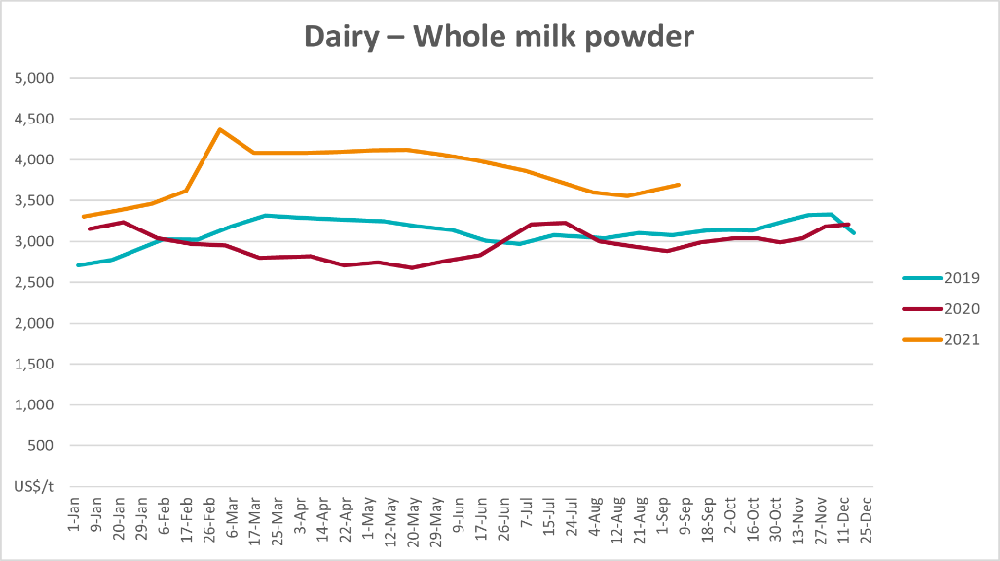 Dairy – Whole milk powder
5,000
4,500
4,000
3,500
3,000
2,500
2,000
1,500
1,000
500
US$/t
2019
2020
2021
1-Jan
9-Jan
20-Jan
29-Jan
6-Feb
17-Feb
26-Feb
6-Mar
17-Mar
25-Mar
3-Apr
14-Apr
22-Apr
1-May
12-May
20-May
29-May
9-Jun
17-Jun
26-Jun
7-Jul
15-Jul
24-Jul
4-Aug
12-Aug
21-Aug
1-Sep
9-Sep
18-Sep
2-Oct
16-Oct
30-Oct
13-Nov
27-Nov
11-Dec
25-Dec